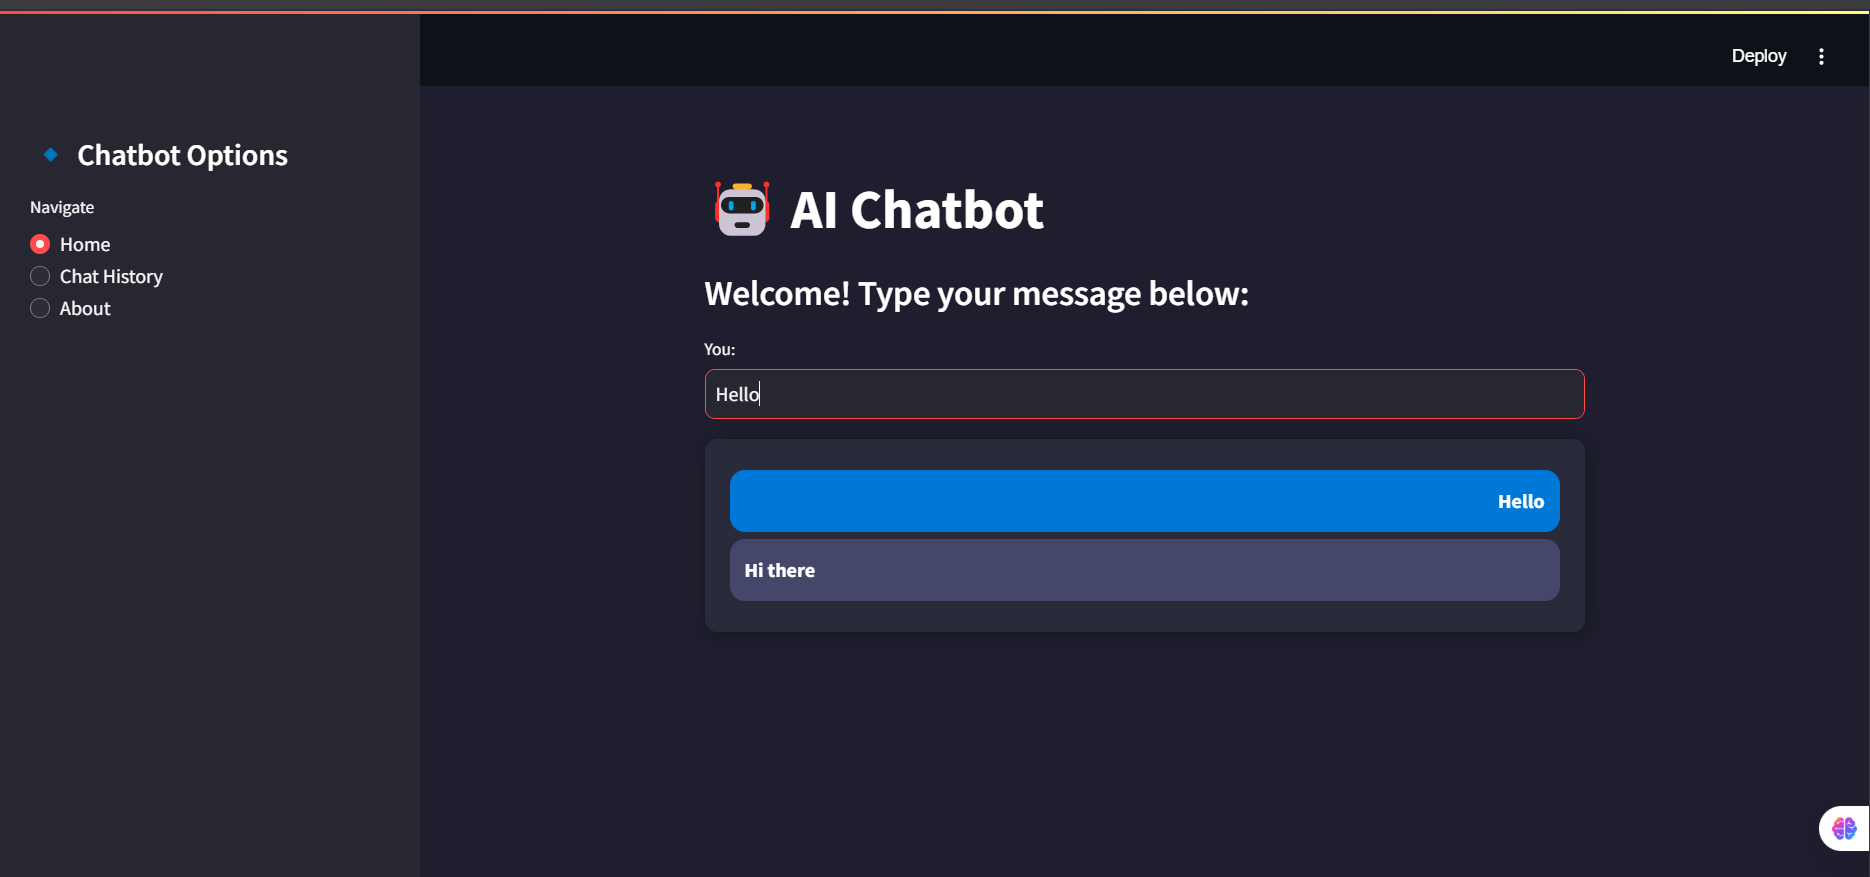 Deploy
Chatbot Options
Navigate
Home
Chat History
About
AI Chatbot
Welcome! Type your message below:
You:
Hello
Hello
Hi there